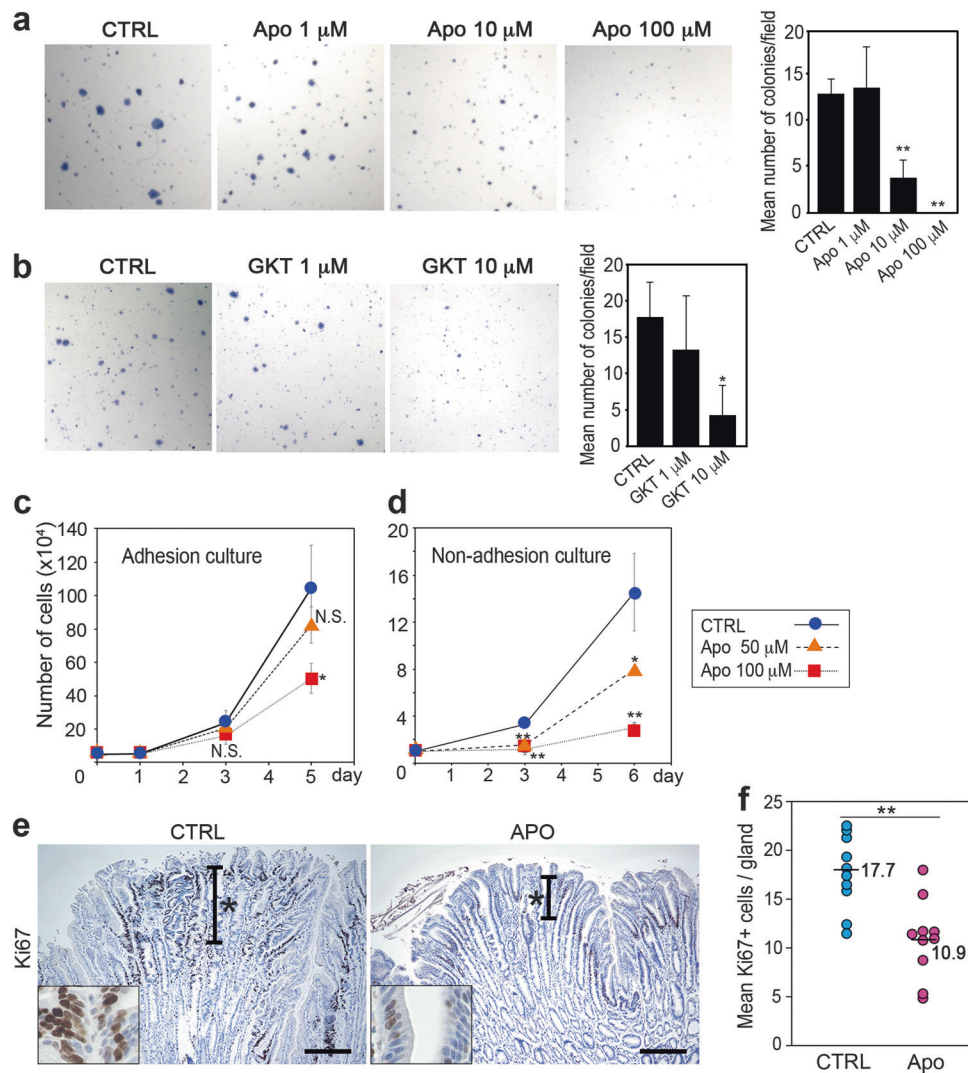 a
CTRL
Apo 1 μM
Apo 10 μM
Apo 100 μM
Mean number of colonies/field
20
15
10
5
0
**
**
CTRL
Apo 1 μM
Apo 10 μM
Apo 100 μM
b
CTRL
GKT 1 μM
GKT 10 μM
Mean number of colonies/field
20
15
10
5
0
*
CTRL
GKT 1 μM
GKT 10 μM
c
Number of cells (x10⁴)
140
120
100
80
60
40
20
0
Adhesion culture
N.S.
*
N.S.
1
2
3
4
5
day
d
20
16
12
8
4
0
Non-adhesion culture
*
**
**
**
1
2
3
4
5
6
day
CTRL
Apo 50 μM
Apo 100 μM
e
CTRL
APO
Ki67
*
*
f
Mean Ki67+ cells / gland
25
20
15
10
5
0
**
17.7
10.9
CTRL
Apo